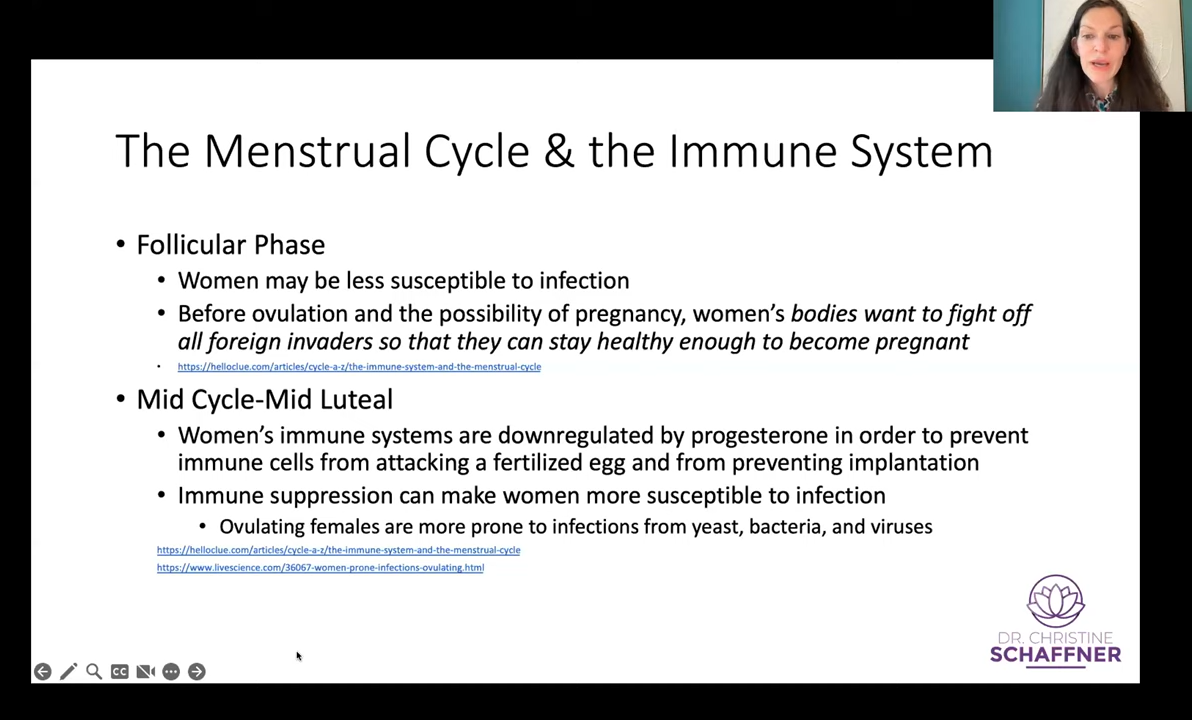 The Menstrual Cycle & the Immune System
• Follicular Phase
• Women may be less susceptible to infection
• Before ovulation and the possibility of pregnancy, women's bodies want to fight off
all foreign invaders so that they can stay healthy enough to become pregnant
• https://helloclue.com/articles/cycle-a-z/the-immune-system-and-the-menstrual-cycle
• Mid Cycle-Mid Luteal
• Women's immune systems are downregulated by progesterone in order to prevent
immune cells from attacking a fertilized egg and from preventing implantation
• Immune suppression can make women more susceptible to infection
• Ovulating females are more prone to infections from yeast, bacteria, and viruses
https://helloclue.com/articles/cycle-a-z/the-immune-system-and-the-menstrual-cycle
https://www.livescience.com/36067-women-prone-infections-ovulating.html
DR. CHRISTINE
SCHAFFNER
CC